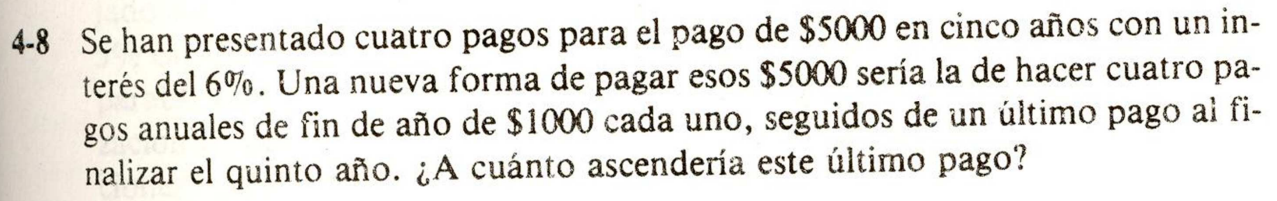 4-8 Se han presentado cuatro pagos para el pago de $5000 en cinco años con un in-
terés del 6%. Una nueva forma de pagar esos $5000 sería la de hacer cuatro pa-
gos anuales de fin de año de $1000 cada uno, seguidos de un último pago al fi-
nalizar el quinto año. ¿A cuánto ascendería este último pago?